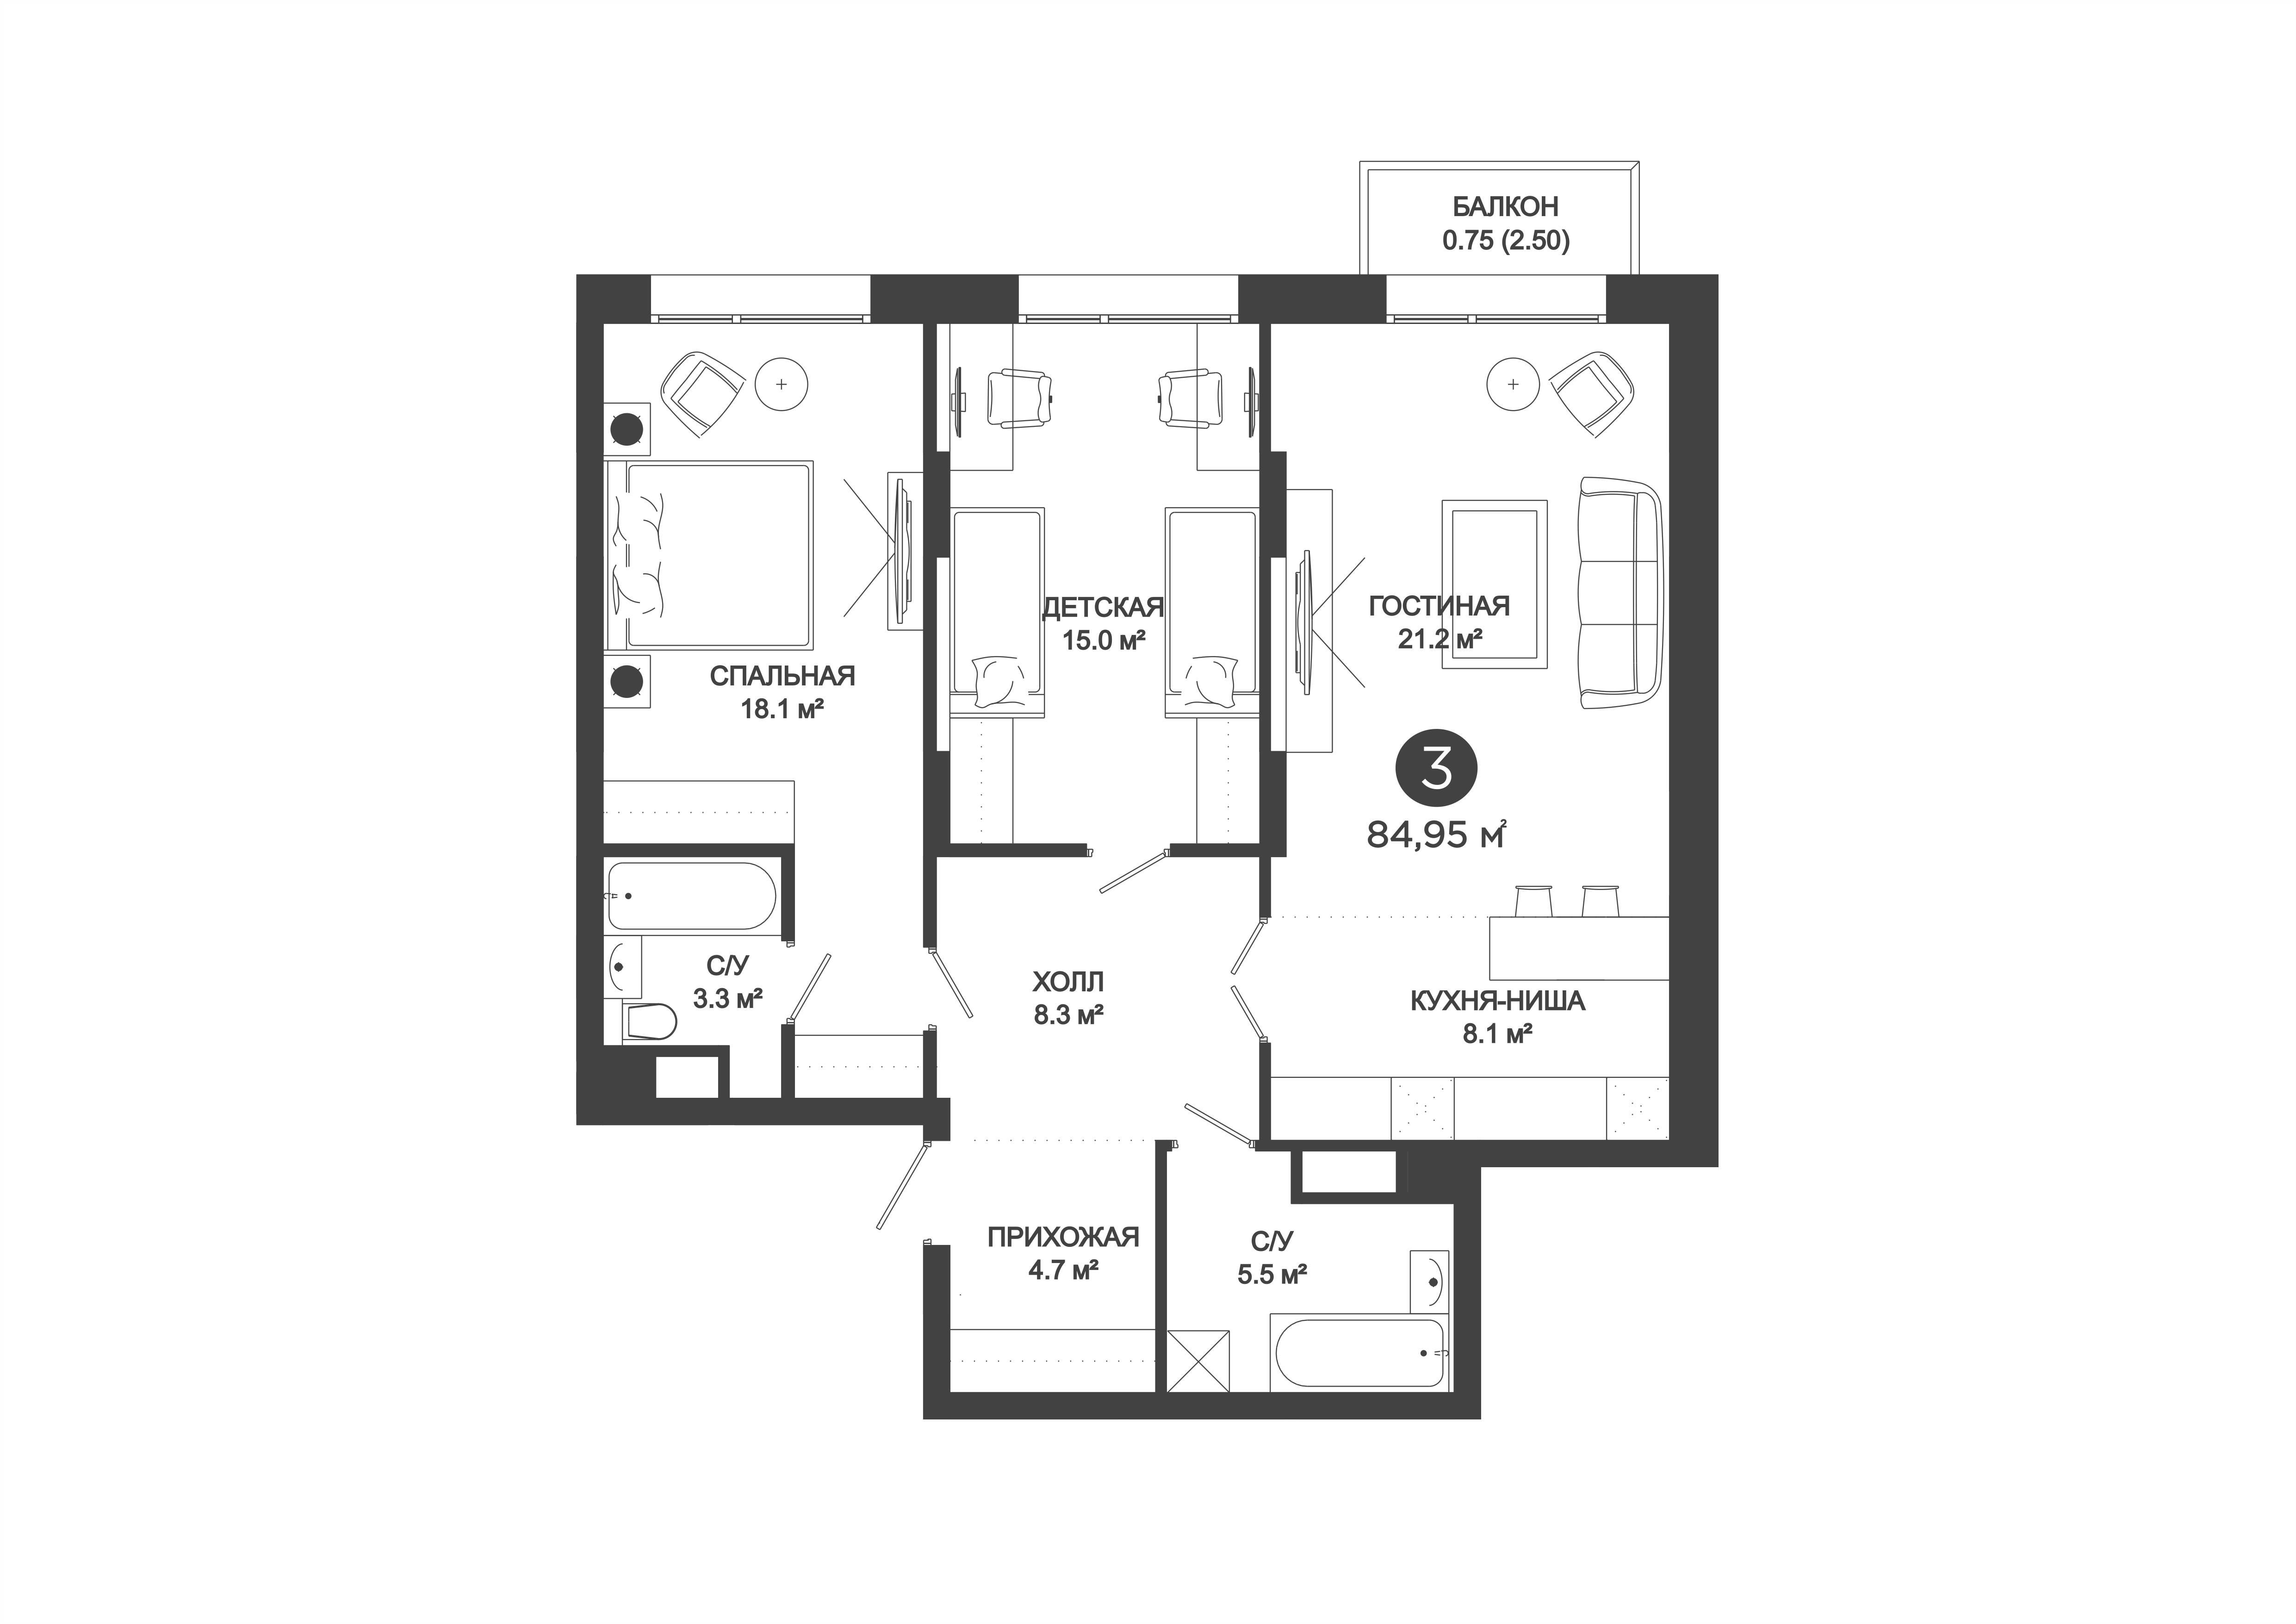 БАЛКОН
0.75 (2.50)
ДЕТСКАЯ
15.0 м²
ГОСТИНАЯ
21.2 м²
СПАЛЬНАЯ
18.1 м²
3
84,95 м²
С/У
3.3 м²
ХОЛЛ
8.3 м²
КУХНЯ-НИША
8.1 м²
ПРИХОЖАЯ
4.7 м²
С/У
5.5 м²